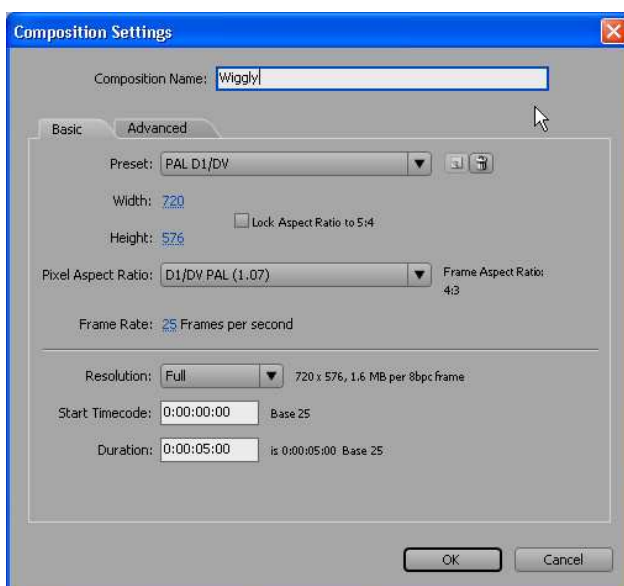 Composition Settings
Composition Name: Wiggly
Basic Advanced
Preset: PAL D1/DV
Width: 720
Lock Aspect Ratio to 5:4
Height: 576
Pixel Aspect Ratio: D1/DV PAL (1.07) Frame Aspect Ratio:
4:3
Frame Rate: 25 Frames per second
Resolution: Full 720 x 576, 1.6 MB per 8bpc frame
Start Timecode: 0:00:00:00 Base 25
Duration: 0:00:05:00 is 0:00:05:00 Base 25
OK Cancel